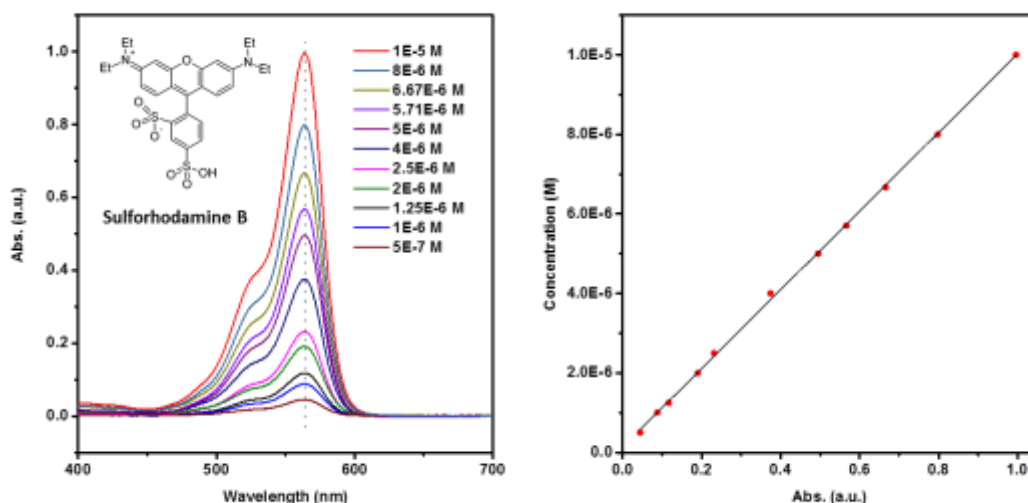 1.0
0.8
0.6
0.4
0.2
0.0
Abs. (a.u.)
400
500
600
700
Wavelength (nm)
Et
Et
N
+
O
N
Et
Et
O
S
O
O
-
O
S
OH
O
Sulforhodamine B
1E-5 M
8E-6 M
6.67E-6 M
5.71E-6 M
5E-6 M
4E-6 M
2.5E-6 M
2E-6 M
1.25E-6 M
1E-6 M
5E-7 M
1.0E-5
8.0E-6
6.0E-6
4.0E-6
2.0E-6
0.0
Concentration (M)
0.0
0.2
0.4
0.6
0.8
1.0
Abs. (a.u.)